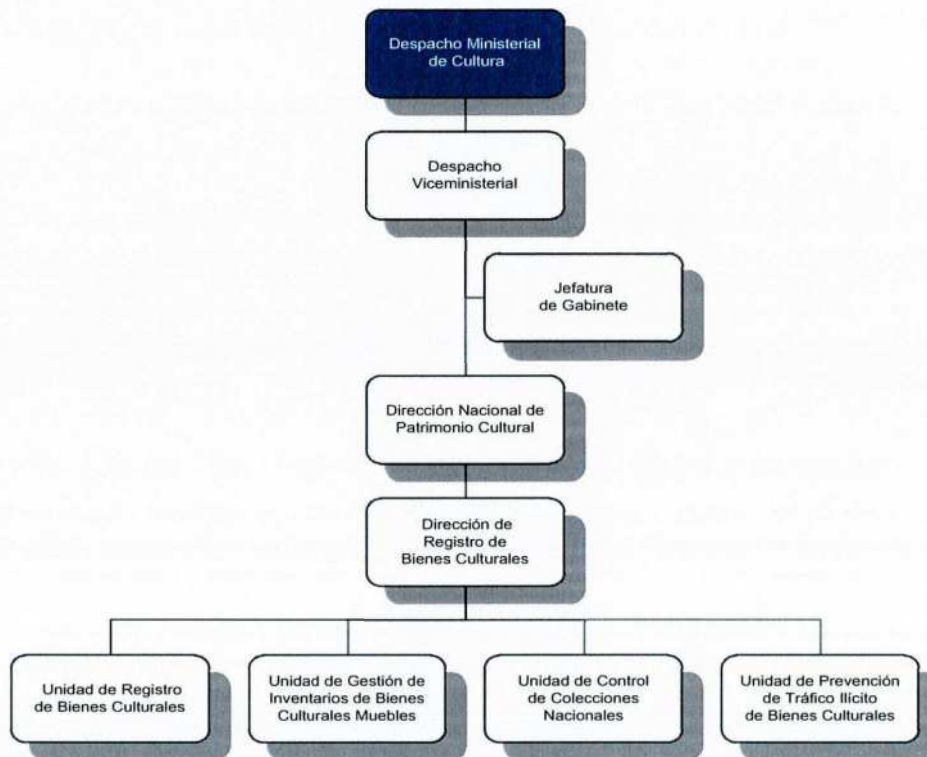 Despacho Ministerial
de Cultura
Despacho
Viceministerial
Jefatura
de Gabinete
Dirección Nacional de
Patrimonio Cultural
Dirección de
Registro de
Bienes Culturales
Unidad de Registro
de Bienes Culturales
Unidad de Gestión de
Inventarios de Bienes
Culturales Muebles
Unidad de Control
de Colecciones
Nacionales
Unidad de Prevención
de Tráfico Ilícito
de Bienes Culturales